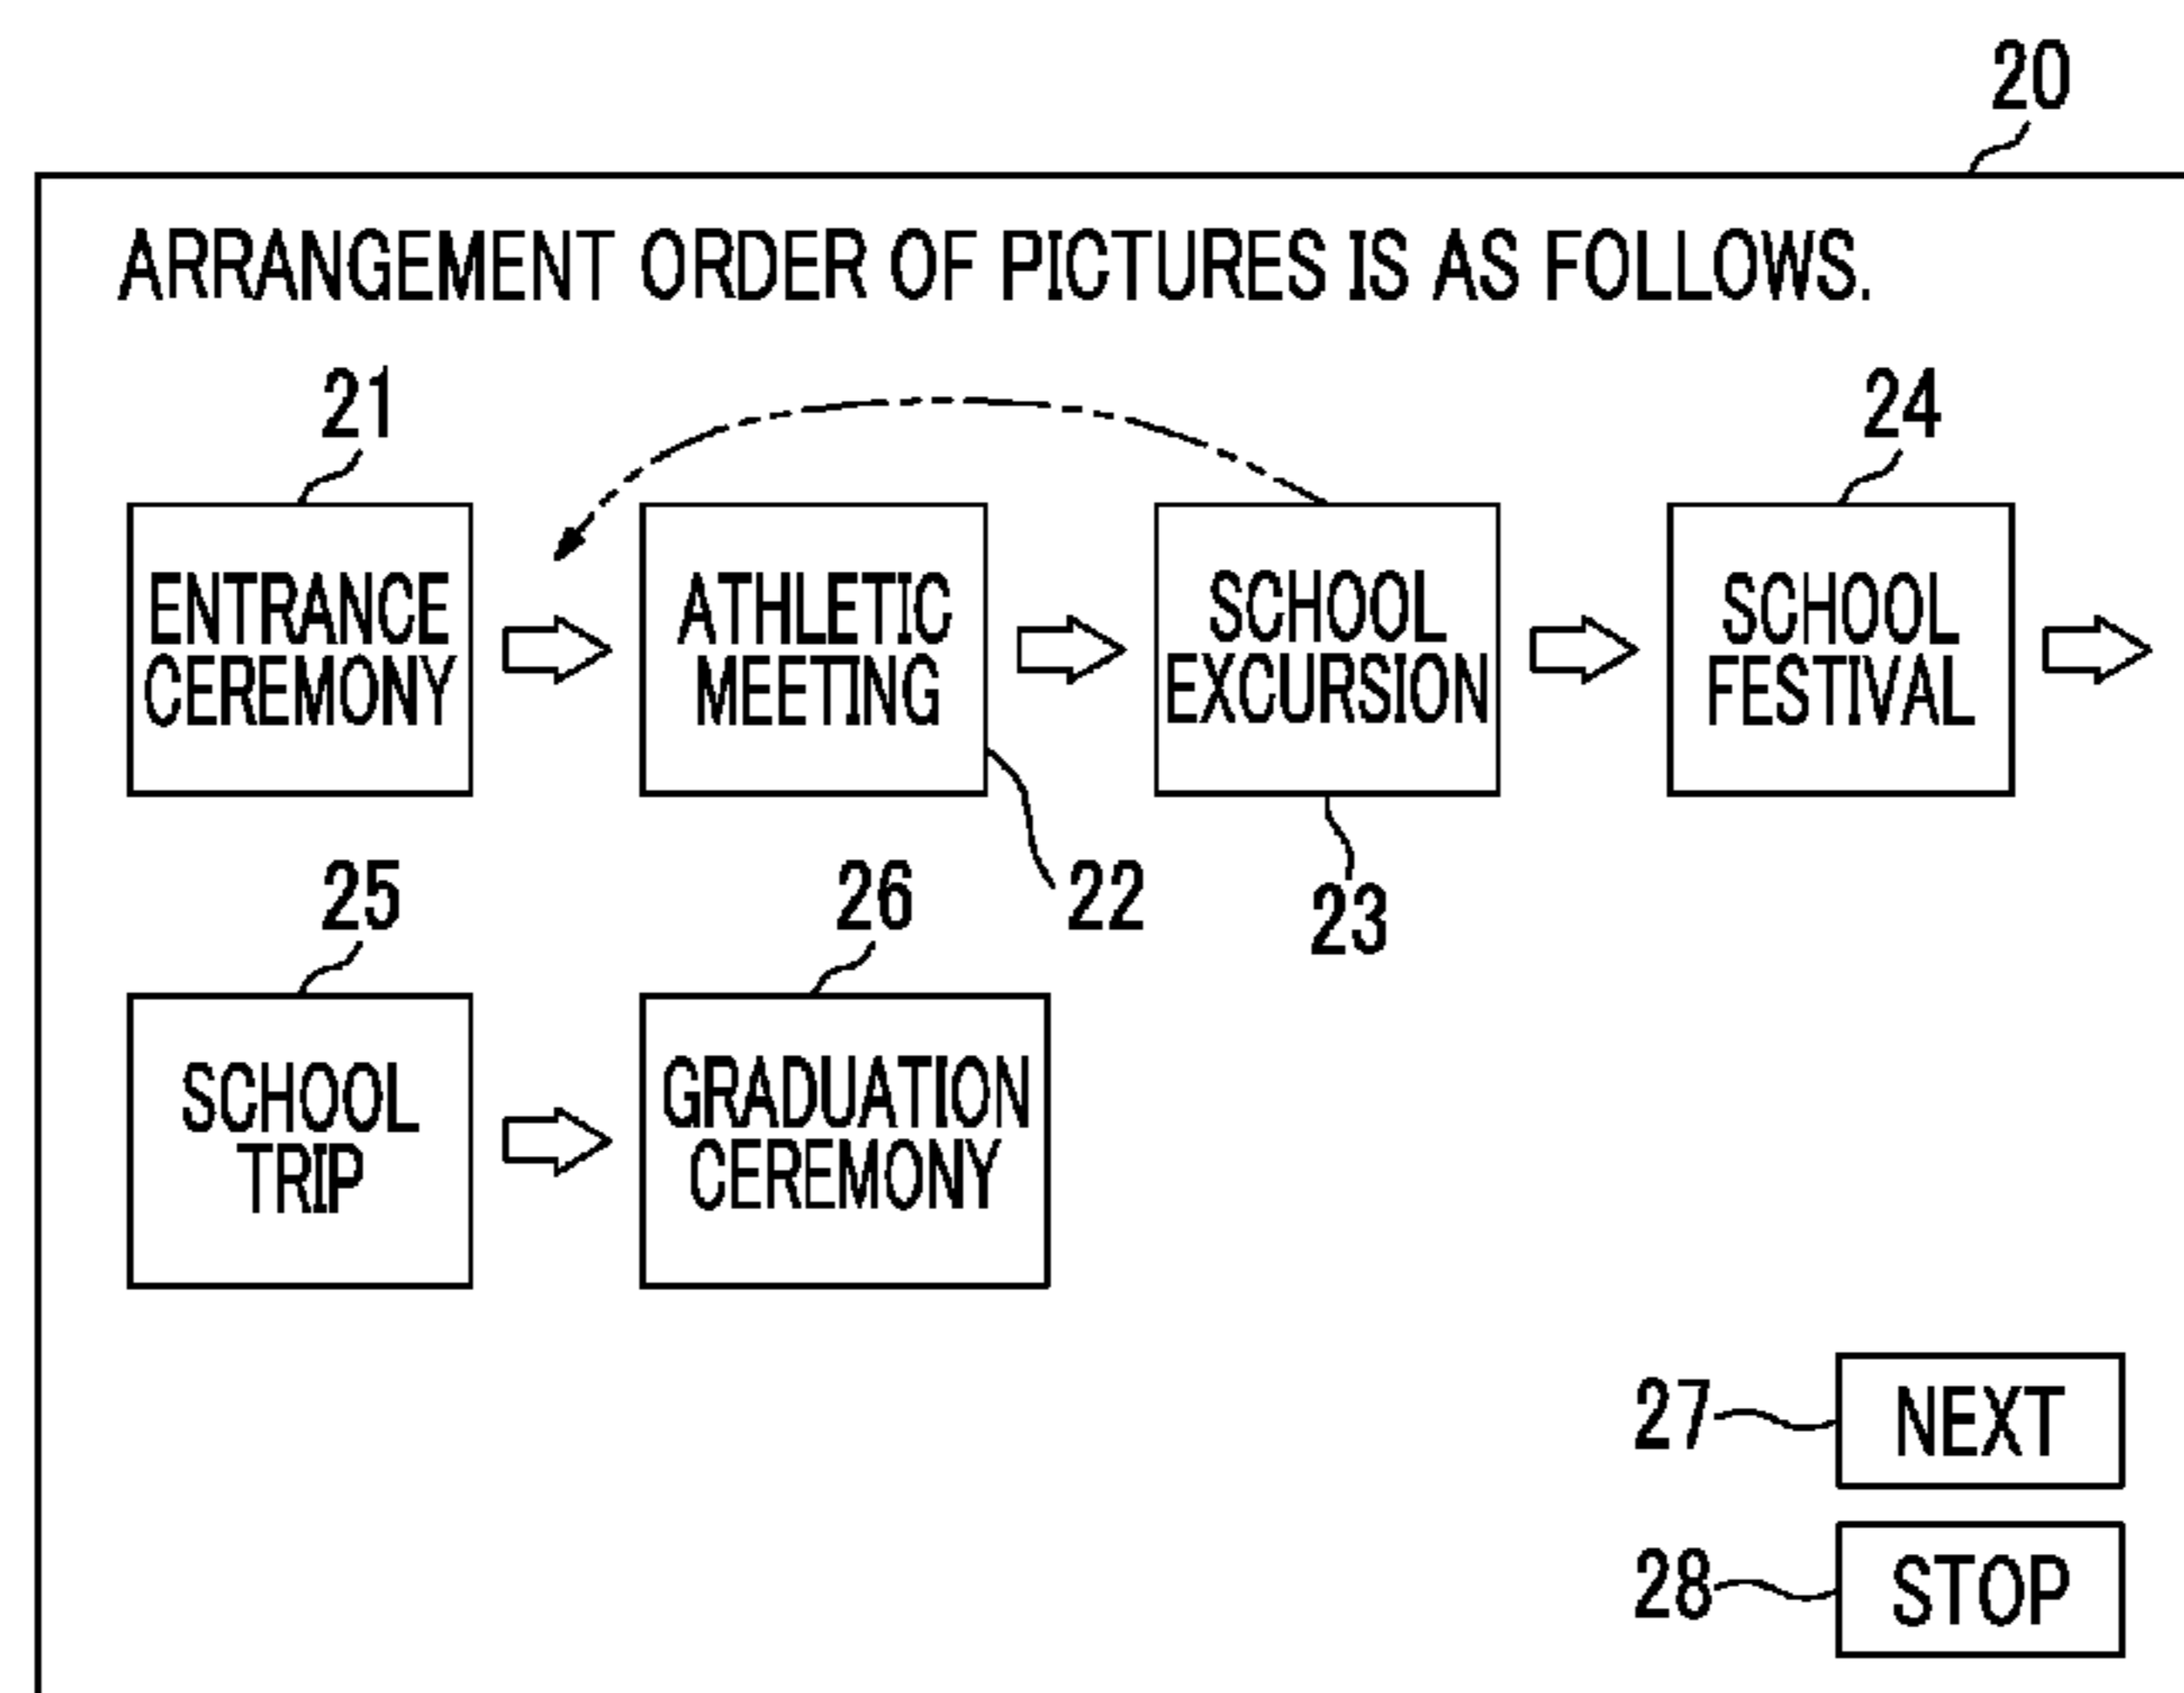 20
ARRANGEMENT ORDER OF PICTURES IS AS FOLLOWS.
21
24
ENTRANCE
CEREMONY
ATHLETIC
MEETING
SCHOOL
EXCURSION
SCHOOL
FESTIVAL
22
23
25
26
SCHOOL
TRIP
GRADUATION
CEREMONY
27
NEXT
28
STOP